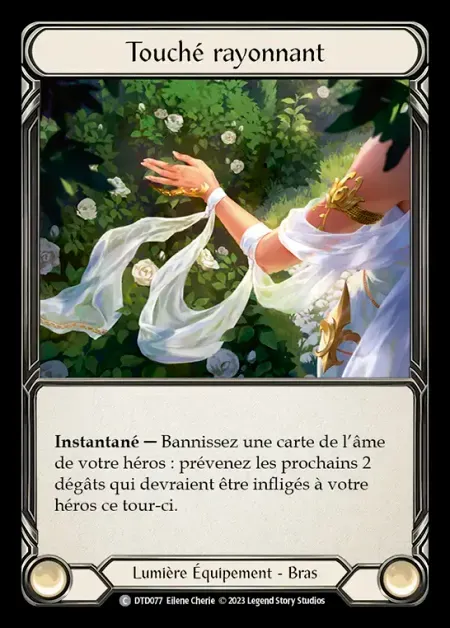 Touché rayonnant
Instantané — Bannissez une carte de l'âme
de votre héros : prévenez les prochains 2
dégâts qui devraient être infligés à votre
héros ce tour-ci.
Lumière Équipement - Bras
C DTD077 Eilene Cherie © 2023 Legend Story Studios